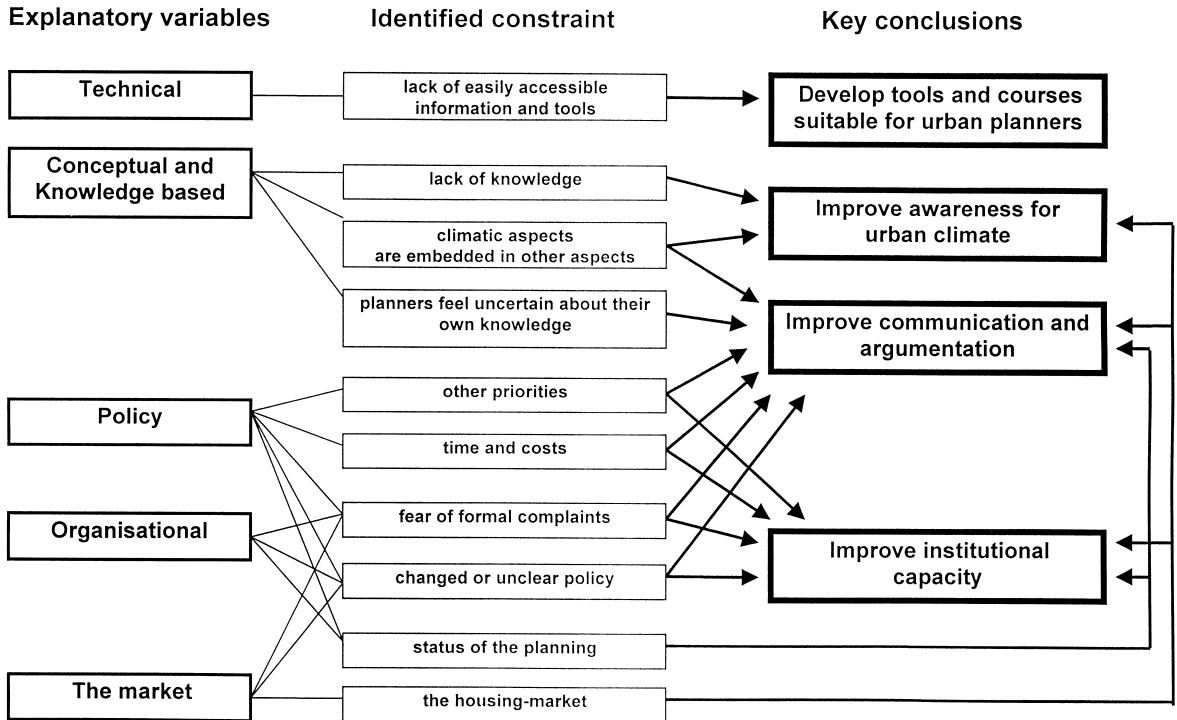 Explanatory variables
Identified constraint
Key conclusions
Technical
lack of easily accessible
information and tools
Develop tools and courses
suitable for urban planners
Conceptual and
Knowledge based
lack of knowledge
Improve awareness for
urban climate
climatic aspects
are embedded in other aspects
planners feel uncertain about their
own knowledge
Improve communication and
argumentation
Policy
other priorities
time and costs
Organisational
fear of formal complaints
Improve institutional
capacity
changed or unclear policy
status of the planning
The market
the housing-market